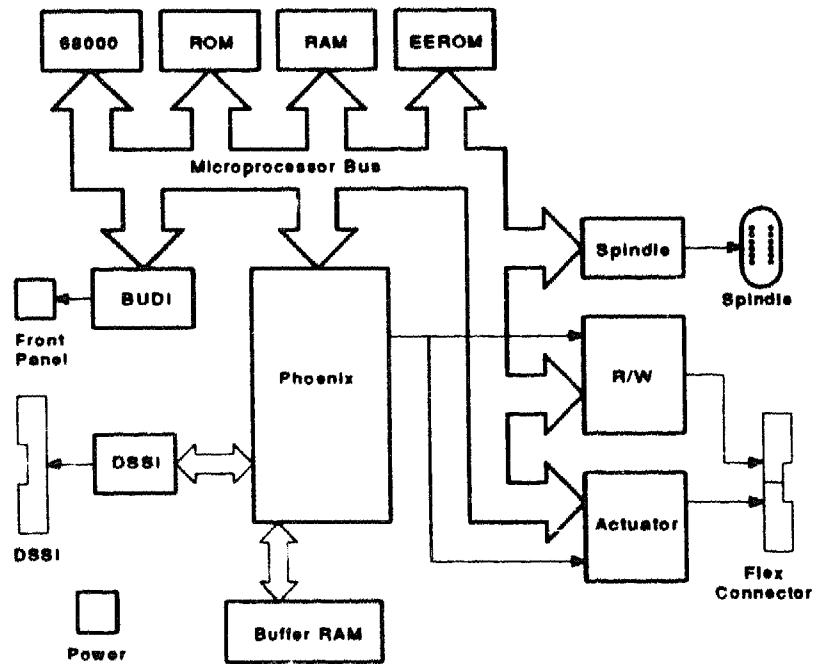 68000
ROM
RAM
EEROM
Microprocessor Bus
Spindle
Spindle
BUDI
Front
Panel
Phoenix
R/W
DSSI
DSSI
Actuator
Flex
Connector
Buffer RAM
Power